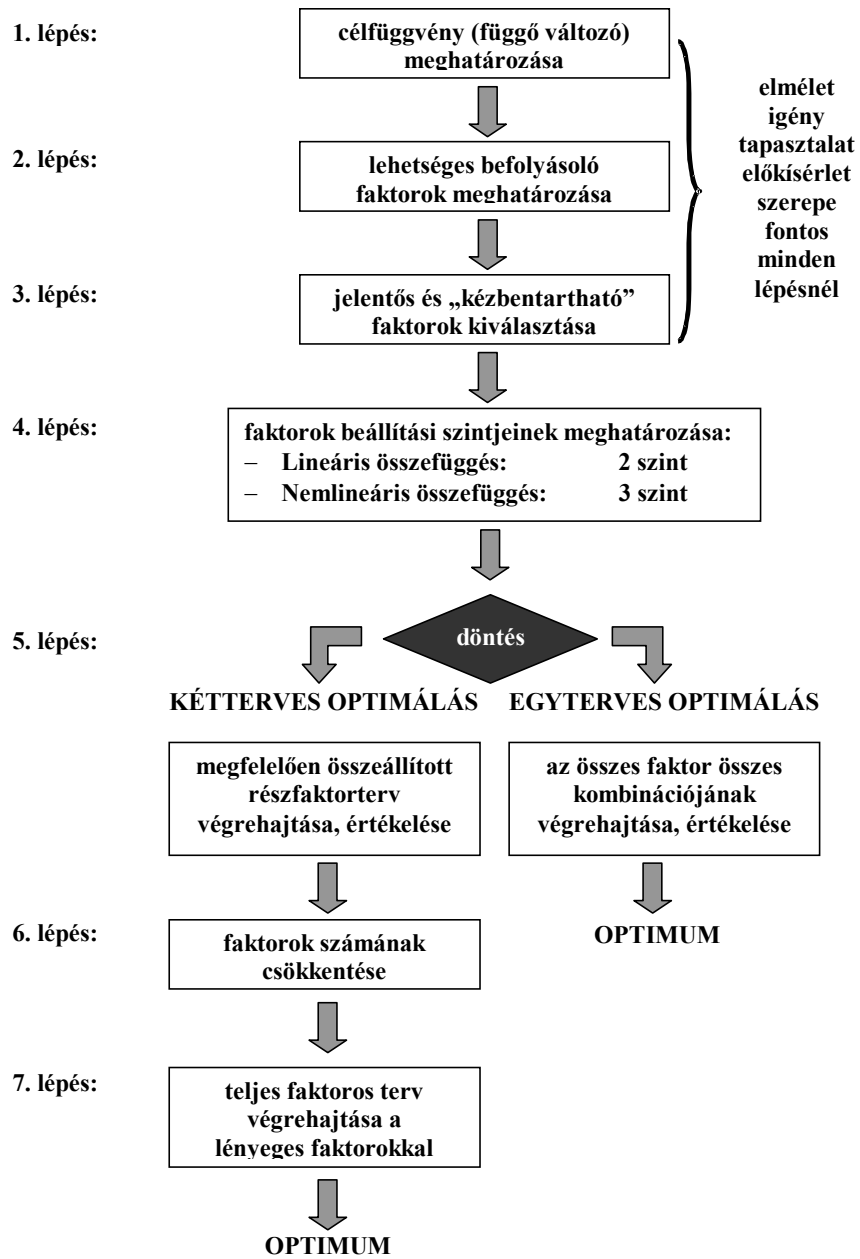 1. lépés:
célfüggvény (függő változó)
meghatározása
elmélet
igény
tapasztalat
előkísérlet
szerepe
fontos
minden
lépésnél
2. lépés:
lehetséges befolyásoló
faktorok meghatározása
3. lépés:
jelentős és „kézbentartható”
faktorok kiválasztása
4. lépés:
faktorok beállítási szintjeinek meghatározása:
– Lineáris összefüggés: 2 szint
– Nemlineáris összefüggés: 3 szint
5. lépés:
döntés
KÉTTERVES OPTIMÁLÁS
EGYTERVES OPTIMÁLÁS
megfelelően összeállított
részfaktorterv
végrehajtása, értékelése
az összes faktor összes
kombinációjának
végrehajtása, értékelése
6. lépés:
faktorok számának
csökkentése
OPTIMUM
7. lépés:
teljes faktoros terv
végrehajtása a
lényeges faktorokkal
OPTIMUM